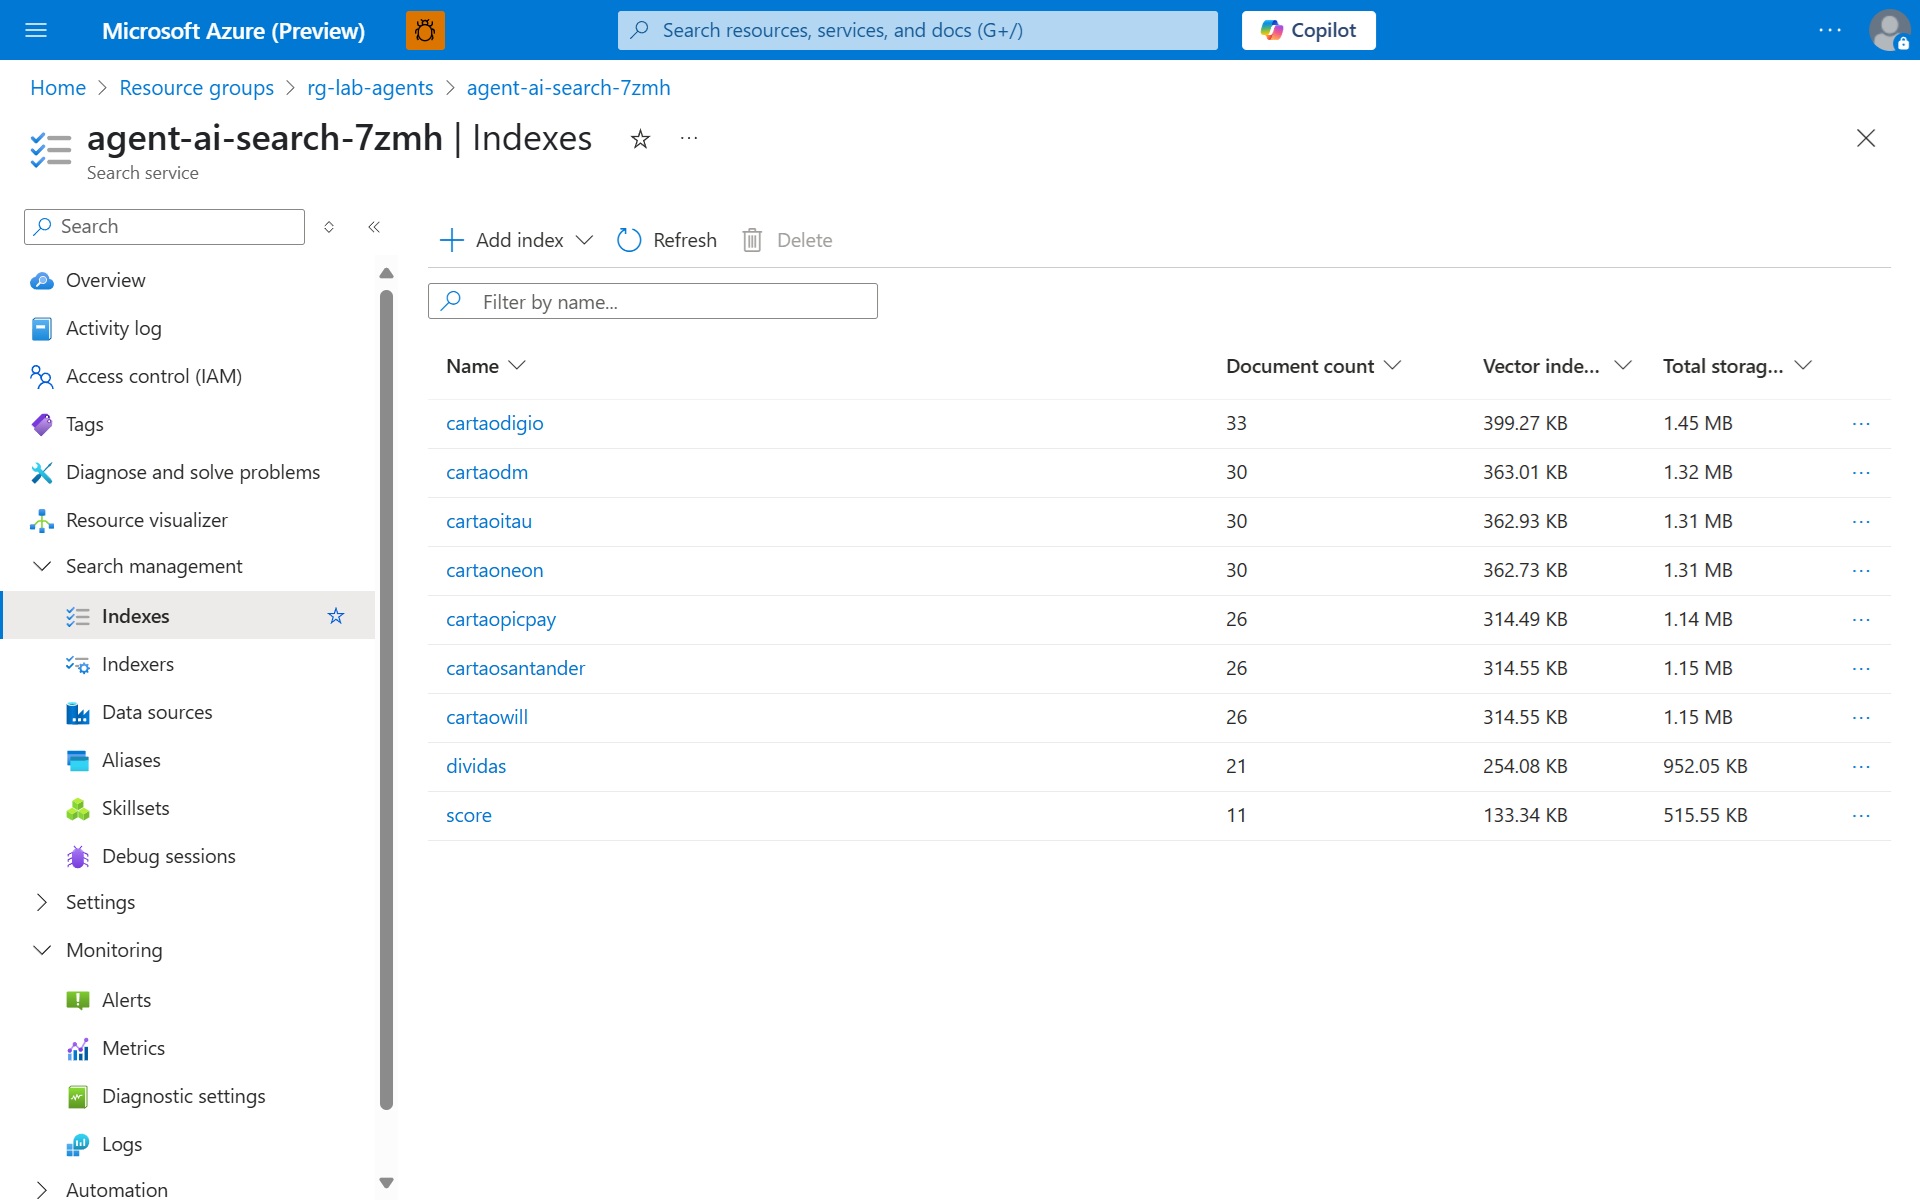 Microsoft Azure (Preview)
Search resources, services, and docs (G+/)
Copilot
Home > Resource groups > rg-lab-agents > agent-ai-search-7zmh
agent-ai-search-7zmh | Indexes
Search service
Search
Overview
Activity log
Access control (IAM)
Tags
Diagnose and solve problems
Resource visualizer
Search management
Indexes
Indexers
Data sources
Aliases
Skillsets
Debug sessions
Settings
Monitoring
Alerts
Metrics
Diagnostic settings
Logs
Automation
Add index Refresh Delete
Filter by name...
Name Document count Vector inde... Total storag...
cartaodigio 33 399.27 KB 1.45 MB
cartaodm 30 363.01 KB 1.32 MB
cartaoitau 30 362.93 KB 1.31 MB
cartaoneon 30 362.73 KB 1.31 MB
cartaopicpay 26 314.49 KB 1.14 MB
cartaosantander 26 314.55 KB 1.15 MB
cartaowill 26 314.55 KB 1.15 MB
dividas 21 254.08 KB 952.05 KB
score 11 133.34 KB 515.55 KB